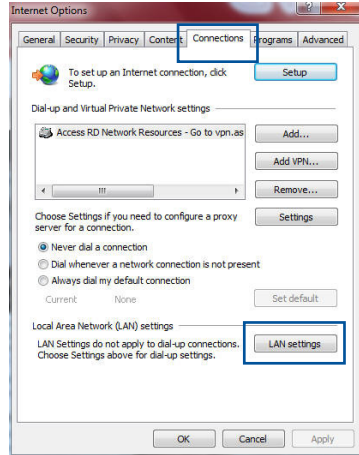 Internet Options
General Security Privacy Content Connections Programs Advanced
To set up an Internet connection, click
Setup.
Setup
Dial-up and Virtual Private Network settings
Access RD Network Resources - Go to vpn.as
Add...
Add VPN...
Remove...
Choose Settings if you need to configure a proxy
server for a connection.
Settings
Never dial a connection
Dial whenever a network connection is not present
Always dial my default connection
Current None
Set default
Local Area Network (LAN) settings
LAN Settings do not apply to dial-up connections.
Choose Settings above for dial-up settings.
LAN settings
OK Cancel Apply